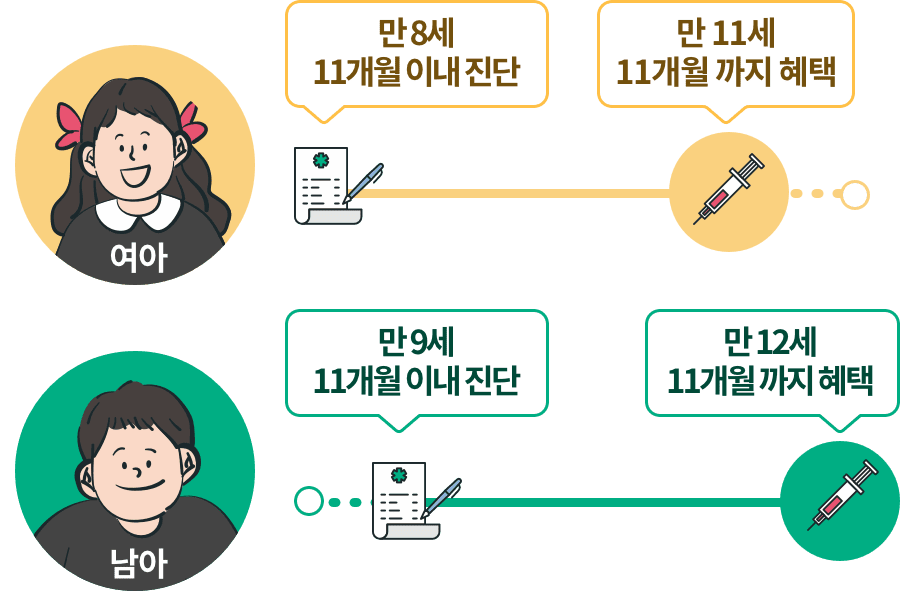 만 8세
11개월 이내 진단
만 11세
11개월 까지 혜택
여아
만 9세
11개월 이내 진단
만 12세
11개월 까지 혜택
남아